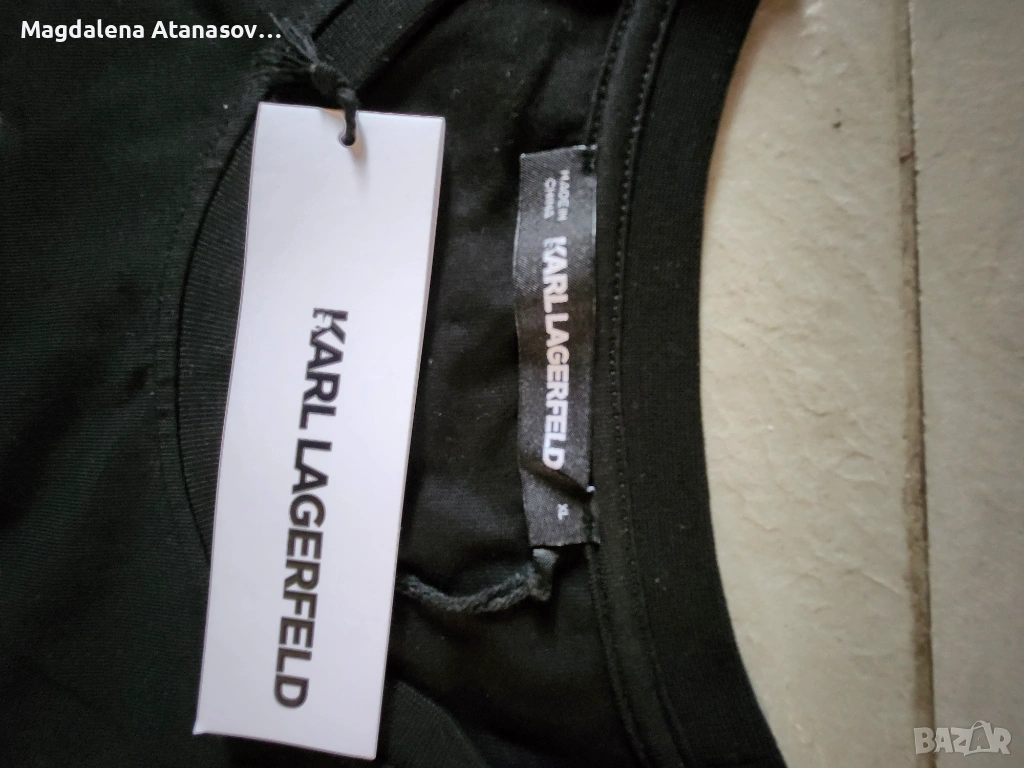 Magdalena Atanasov...
KARL LAGERFELD
MADE IN
CHINA
KARL LAGERFELD
XL
BAZAR